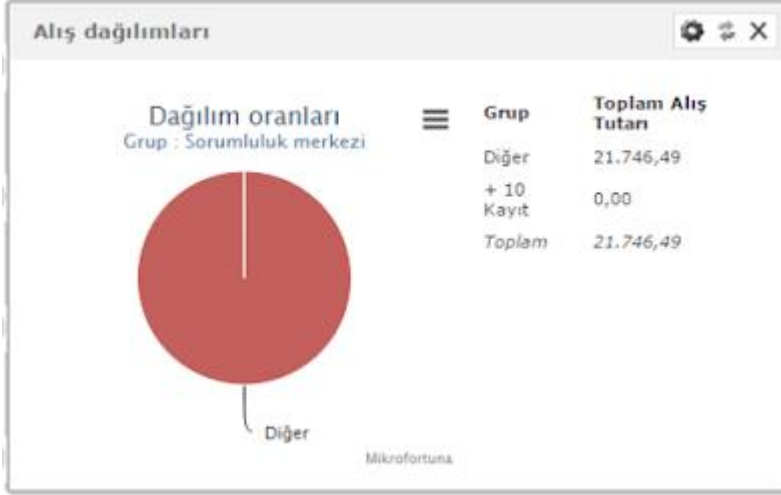 Alış dağılımları
Dağılım oranları
Grup : Sorumluluk merkezi
Grup
Toplam Alış
Tutarı
Diğer
21.746,49
+ 10
Kayıt
0,00
Toplam
21.746,49
Diğer
Mikrofortuna